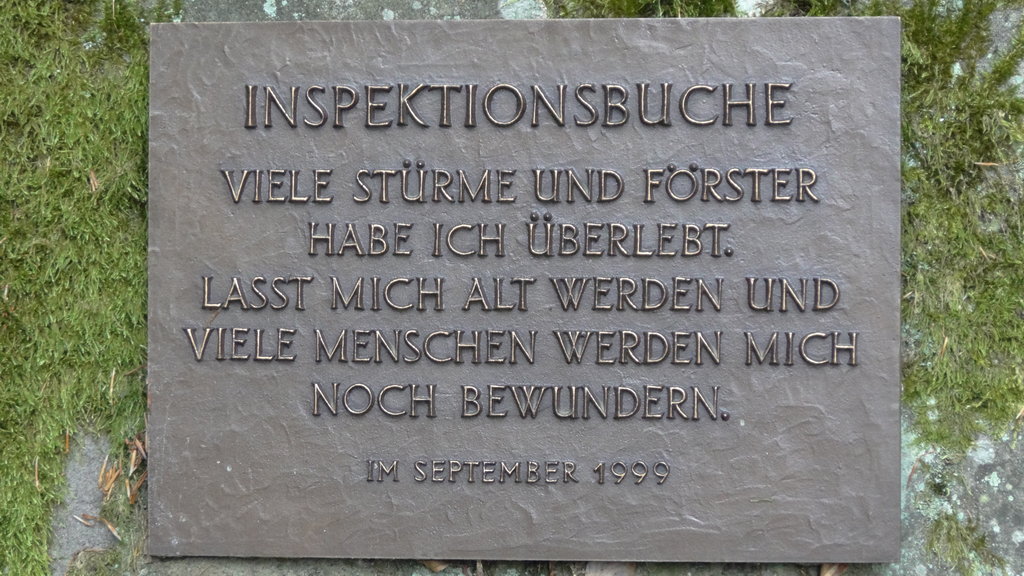 INSPEKTIONSBUCHE
VIELE STÜRME UND FÖRSTER
HABE ICH ÜBERLEBT.
LASST MICH ALT WERDEN UND
VIELE MENSCHEN WERDEN MICH
NOCH BEWUNDERN.
IM SEPTEMBER 1999